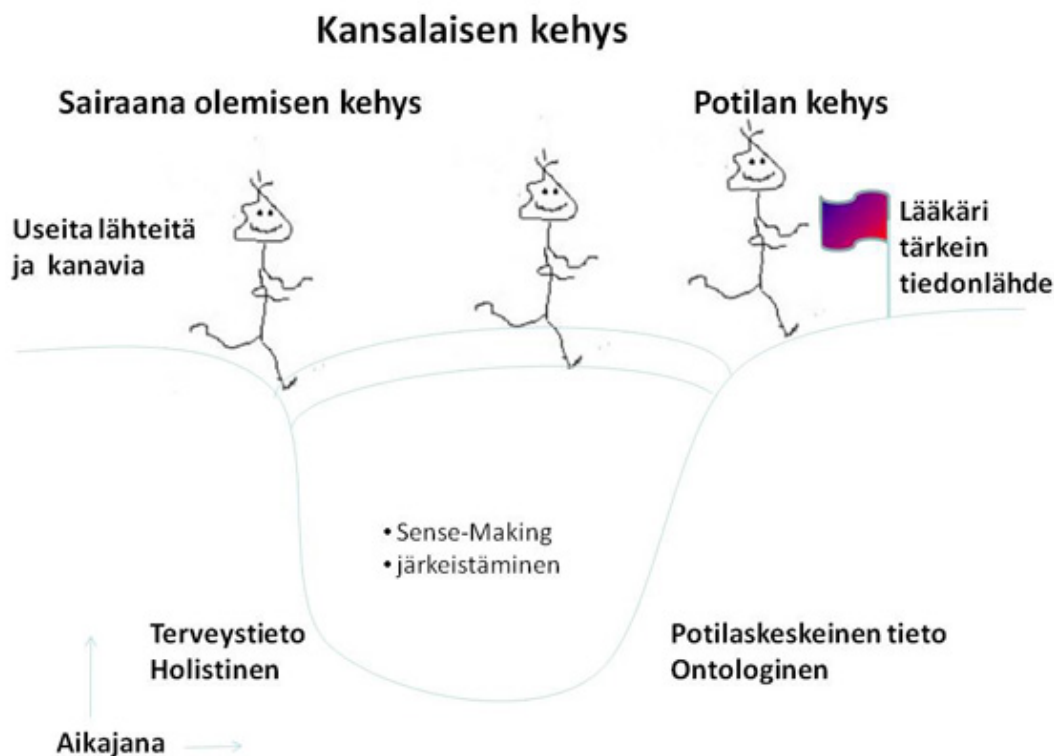 Kansalaisen kehys
Sairaana olemisen kehys
Potilan kehys
Useita lähteitä
ja kanavia
Lääkäri
tärkein
tiedonlähde
• Sense-Making
• järkeistäminen
Terveystieto
Holistinen
Potilaskeskeinen tieto
Ontologinen
Aikajana